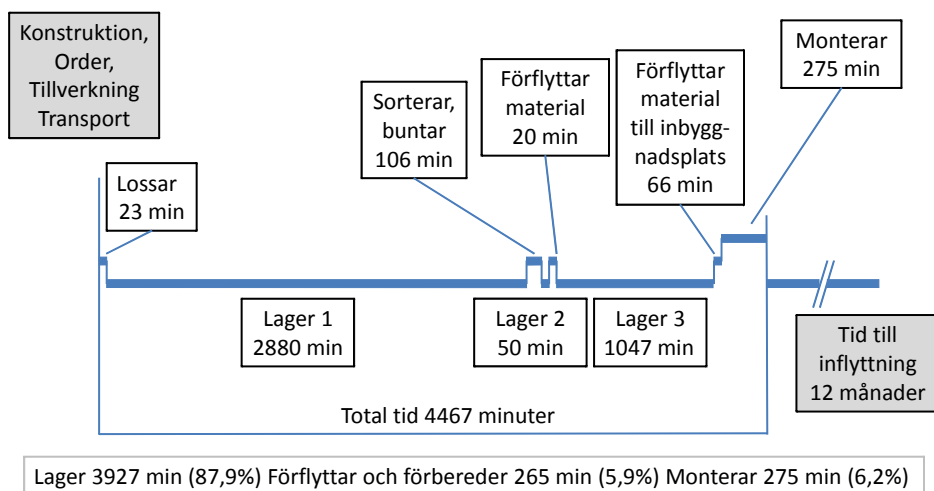 Konstruktion,
Order,
Tillverkning
Transport
Lossar
23 min
Sorterar,
buntar
106 min
Förflyttar
material
20 min
Förflyttar
material
till inbygg-
nadsplats
66 min
Monterar
275 min
Lager 1
2880 min
Lager 2
50 min
Lager 3
1047 min
Tid till
inflyttning
12 månader
Total tid 4467 minuter
Lager 3927 min (87,9%) Förflyttar och förbereder 265 min (5,9%) Monterar 275 min (6,2%)